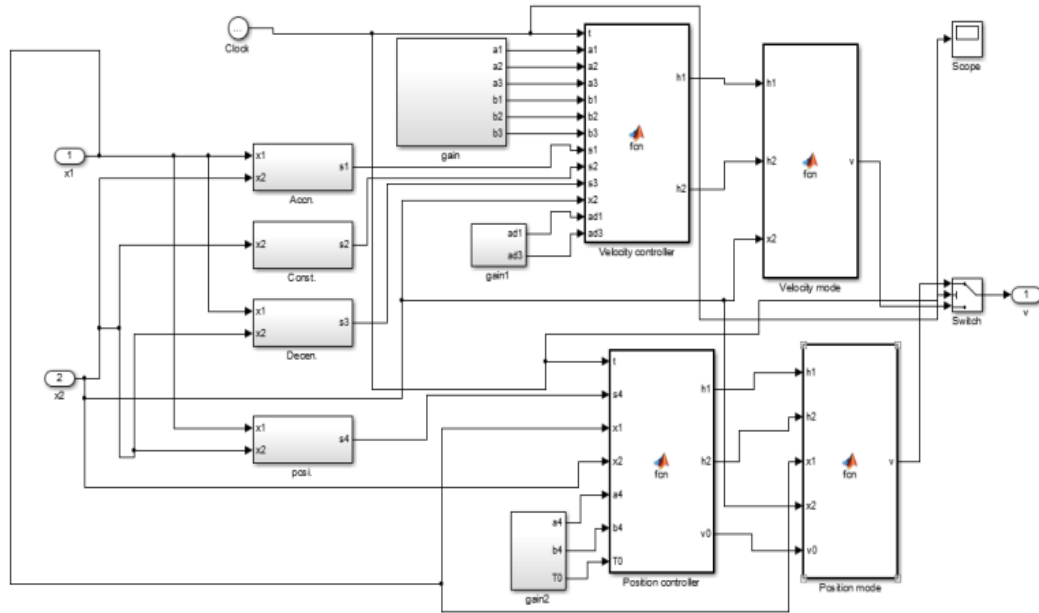 ...
Clock
t
a1
a2
a3
b1
b2
b3
s1
s2
s3
x2
ad1
ad3
h1
h2
fcn
Velocity controller
a1
a2
a3
b1
b2
b3
gain
ad1
ad3
gain1
h1
h2
x2
fcn
v
Velocity mode
Scope
1
x1
x1
x2
s1
Accn.
x2
s2
Const.
x1
x2
s3
Decen.
2
x2
x1
x2
s4
posi.
Switch
1
v
t
s4
x1
x2
a4
b4
T0
h1
h2
v0
fcn
Position controller
a4
b4
T0
gain2
h1
h2
x1
x2
v0
fcn
v
Position mode